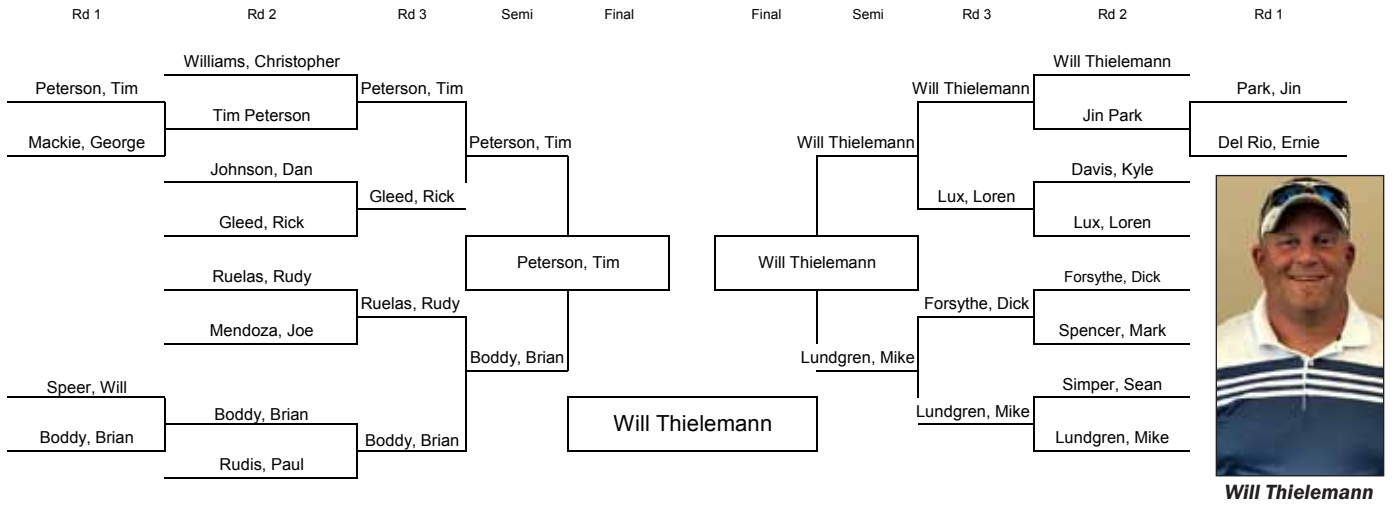 Rd 1 Rd 2 Rd 3 Semi Final Final Semi Rd 3 Rd 2 Rd 1
Williams, Christopher Will Thielemann
Peterson, Tim Peterson, Tim Will Thielemann Park, Jin
Tim Peterson Jin Park
Mackie, George Peterson, Tim Will Thielemann Del Rio, Ernie
Johnson, Dan Davis, Kyle
Gleed, Rick Lux, Loren
Gleed, Rick Lux, Loren
Peterson, Tim Will Thielemann
Ruelas, Rudy Forsythe, Dick
Ruelas, Rudy Forsythe, Dick
Mendoza, Joe Spencer, Mark
Boddy, Brian Lundgren, Mike
Speer, Will Simper, Sean
Boddy, Brian Lundgren, Mike
Will Thielemann
Boddy, Brian Boddy, Brian Lundgren, Mike
Rudis, Paul
Will Thielemann